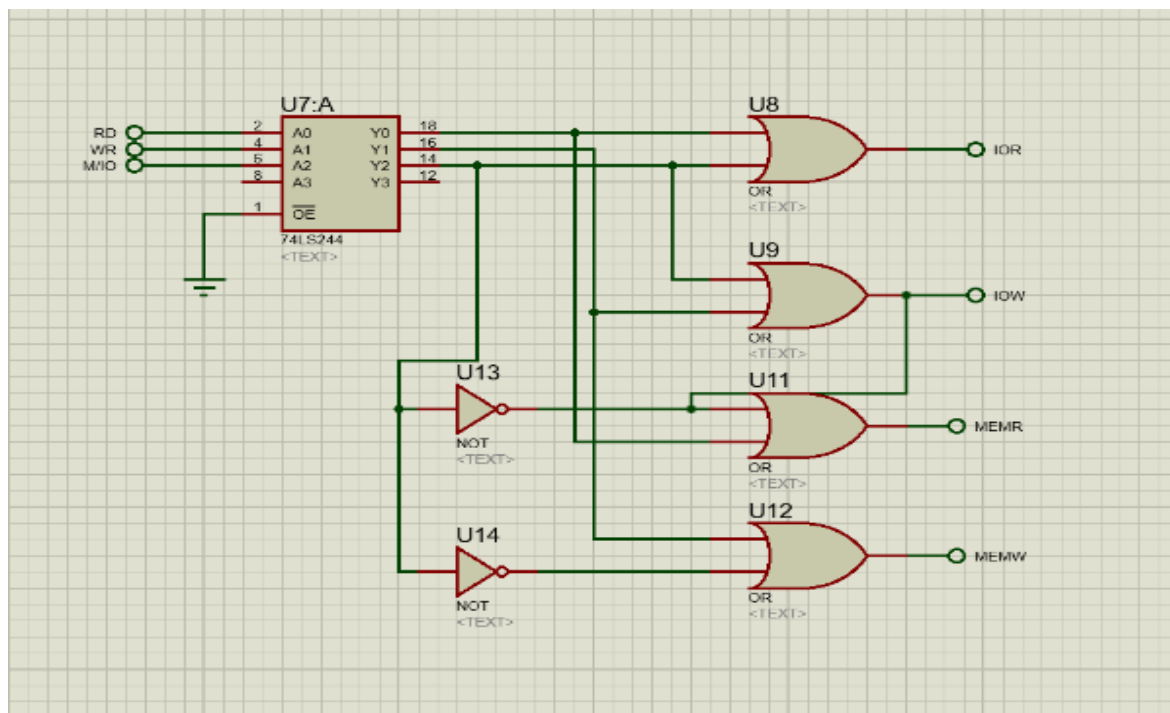 U7:A
RD
WR
M/IO
2
4
6
8
1
A0
A1
A2
A3
OE
Y0
Y1
Y2
Y3
18
16
14
12
74LS244
<TEXT>
U8
OR
<TEXT>
IOR
U9
OR
<TEXT>
IOW
U13
NOT
<TEXT>
U11
OR
<TEXT>
MEMR
U14
NOT
<TEXT>
U12
OR
<TEXT>
MEMW